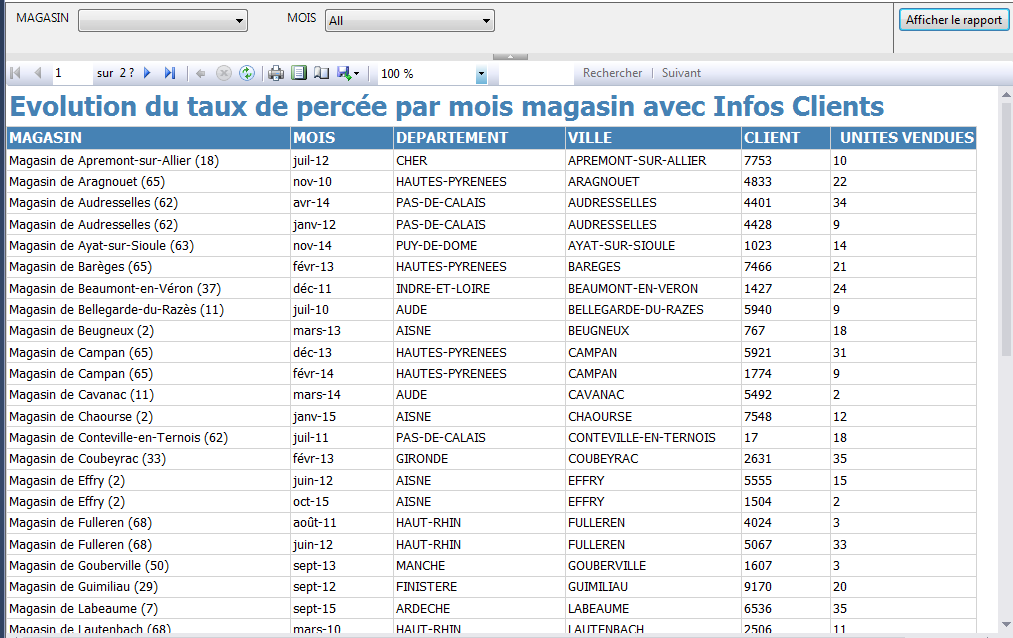 MAGASIN MOIS All Afficher le rapport
1 sur 2 ? 100 % Rechercher | Suivant
Evolution du taux de percée par mois magasin avec Infos Clients
MAGASIN MOIS DEPARTEMENT VILLE CLIENT UNITES VENDUES
Magasin de Apremont-sur-Allier (18) juil-12 CHER APREMONT-SUR-ALLIER 7753 10
Magasin de Aragnouet (65) nov-10 HAUTES-PYRENEES ARAGNOUET 4833 22
Magasin de Audresselles (62) avr-14 PAS-DE-CALAIS AUDRESSELLES 4401 34
Magasin de Audresselles (62) janv-12 PAS-DE-CALAIS AUDRESSELLES 4428 9
Magasin de Ayat-sur-Sioule (63) nov-14 PUY-DE-DOME AYAT-SUR-SIOULE 1023 14
Magasin de Barèges (65) févr-13 HAUTES-PYRENEES BAREGES 7466 21
Magasin de Beaumont-en-Véron (37) déc-11 INDRE-ET-LOIRE BEAUMONT-EN-VERON 1427 24
Magasin de Bellegarde-du-Razès (11) juil-10 AUDE BELLEGARDE-DU-RAZES 5940 9
Magasin de Beugneux (2) mars-13 AISNE BEUGNEUX 767 18
Magasin de Campan (65) déc-13 HAUTES-PYRENEES CAMPAN 5921 31
Magasin de Campan (65) févr-14 HAUTES-PYRENEES CAMPAN 1774 9
Magasin de Cavanac (11) mars-14 AUDE CAVANAC 5492 2
Magasin de Chaourse (2) janv-15 AISNE CHAOURSE 7548 12
Magasin de Conteville-en-Ternois (62) juil-11 PAS-DE-CALAIS CONTEVILLE-EN-TERNOIS 17 18
Magasin de Coubeyrac (33) févr-13 GIRONDE COUBEYRAC 2631 35
Magasin de Effry (2) juin-12 AISNE EFFRY 5555 15
Magasin de Effry (2) oct-15 AISNE EFFRY 1504 2
Magasin de Fulleren (68) août-11 HAUT-RHIN FULLEREN 4024 3
Magasin de Fulleren (68) juin-12 HAUT-RHIN FULLEREN 5067 33
Magasin de Gouberville (50) sept-13 MANCHE GOUBERVILLE 1607 3
Magasin de Guimiliau (29) sept-12 FINISTERE GUIMILIAU 9170 20
Magasin de Labeaume (7) sept-15 ARDECHE LABEAUME 6536 35
Magasin de Lautenbach (68) mars-10 HAUT-RHIN LAUTENBACH 2506 11